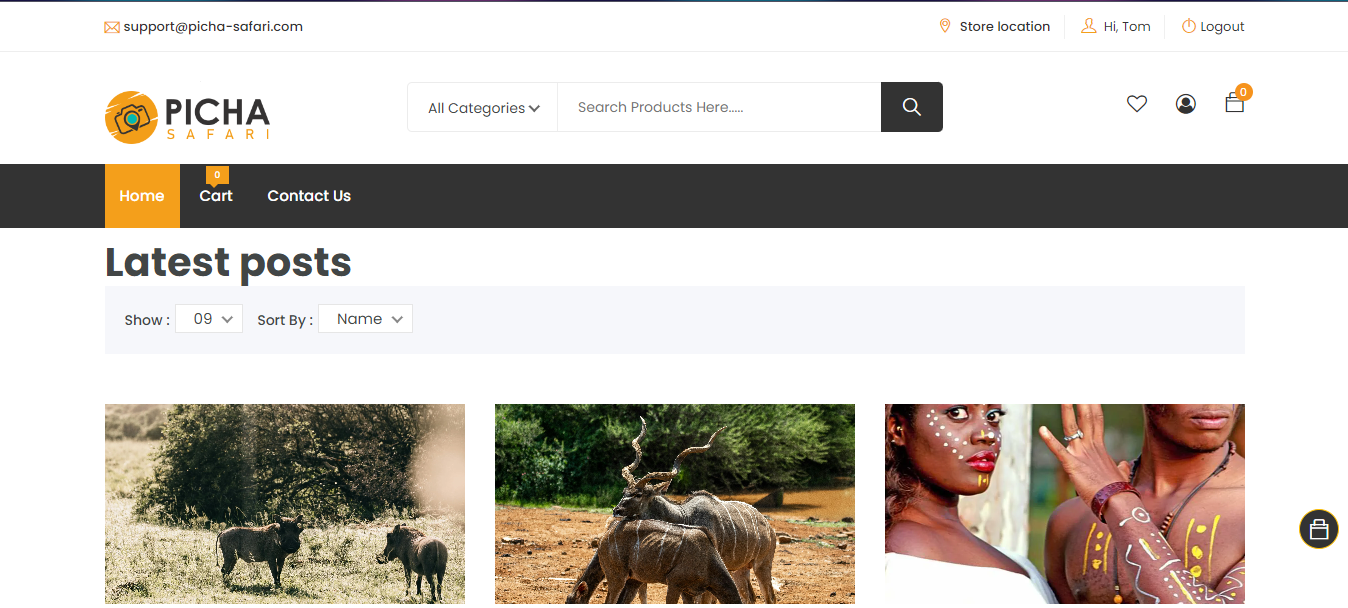 support@picha-safari.com
Store location
Hi, Tom
Logout
PICHA
SAFARI
All Categories
Search Products Here.....
0
Home
0
Cart
Contact Us
Latest posts
Show : 09
Sort By : Name